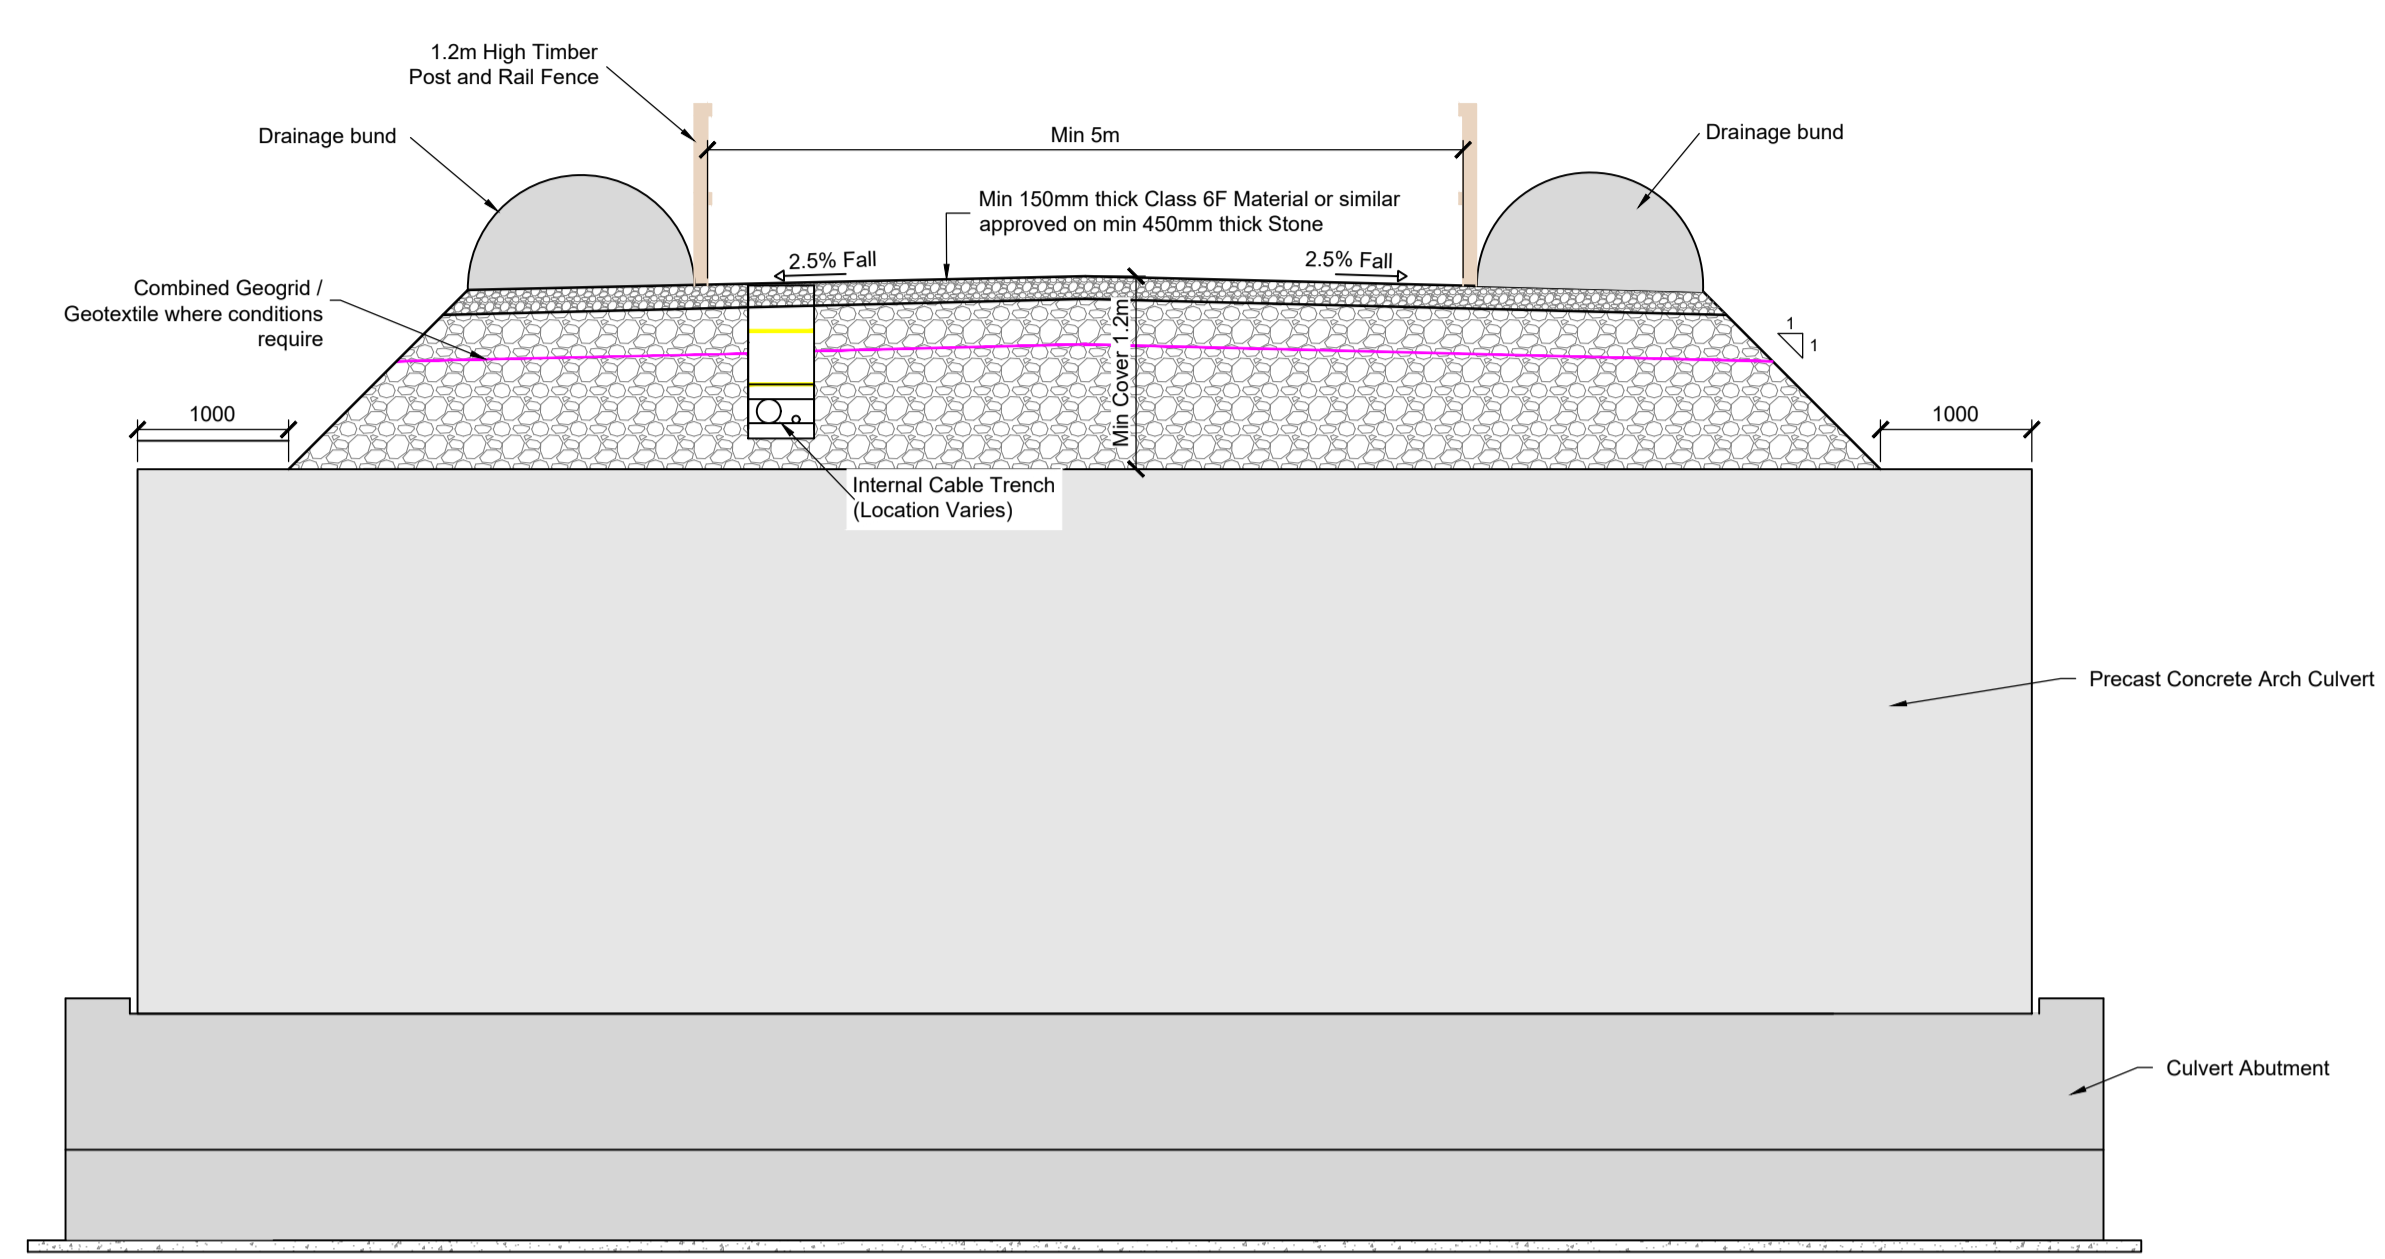 1.2m High Timber
Post and Rail Fence
Drainage bund
Min 5m
Drainage bund
Min 150mm thick Class 6F Material or similar
approved on min 450mm thick Stone
2.5% Fall
2.5% Fall
Combined Geogrid /
Geotextile where conditions
require
Min Cover 1.2m
1
1
1000
1000
Internal Cable Trench
(Location Varies)
Precast Concrete Arch Culvert
Culvert Abutment